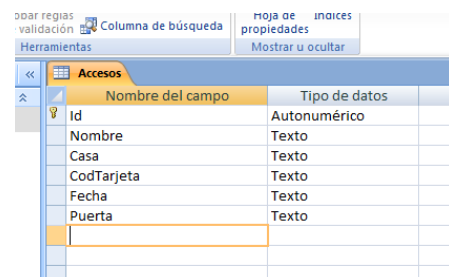 reglas Hoja de Índices
validación Columna de búsqueda propiedades
Herramientas Mostrar u ocultar
« Accesos
Nombre del campo Tipo de datos
Id Autonumérico
Nombre Texto
Casa Texto
CodTarjeta Texto
Fecha Texto
Puerta Texto